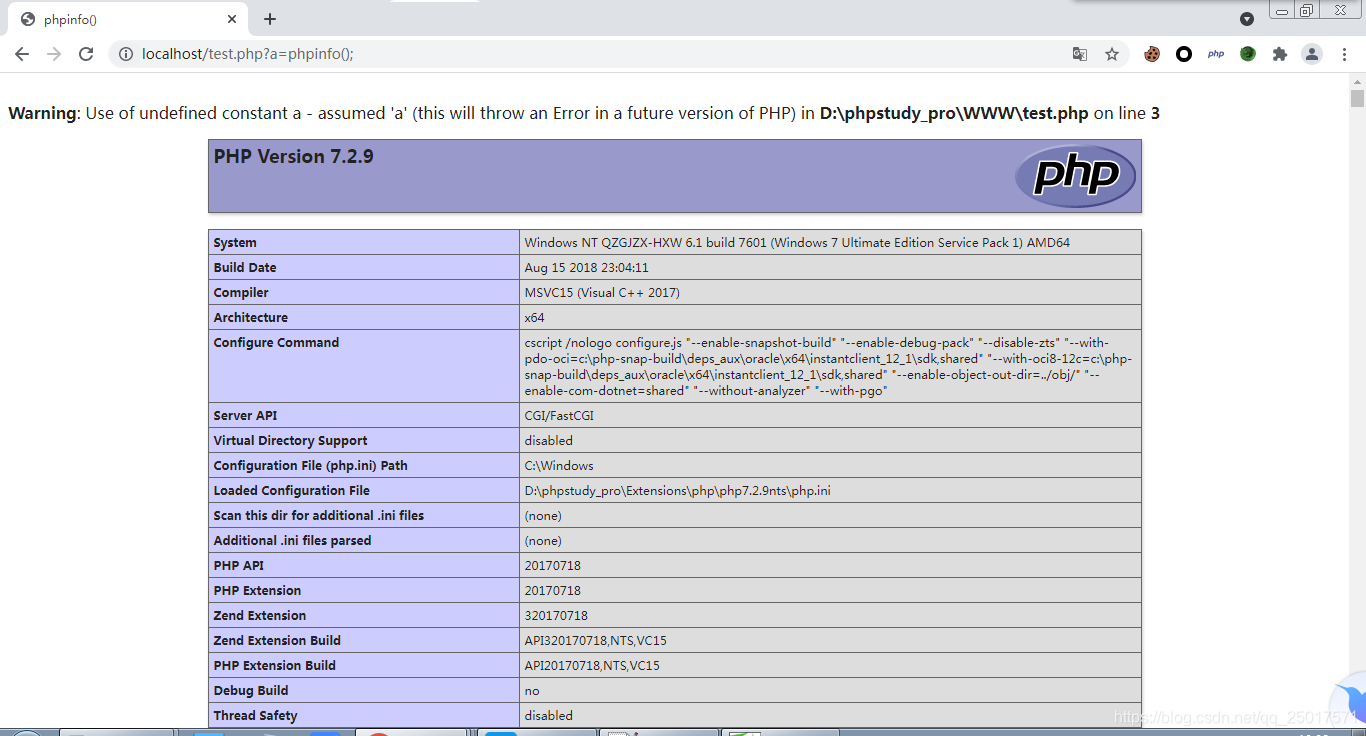 phpinfo()
localhost/test.php?a=phpinfo();
php
Warning: Use of undefined constant a - assumed 'a' (this will throw an Error in a future version of PHP) in D:\phpstudy_pro\WWW\test.php on line 3
PHP Version 7.2.9
php
System Windows NT QZGJZX-HXW 6.1 build 7601 (Windows 7 Ultimate Edition Service Pack 1) AMD64
Build Date Aug 15 2018 23:04:11
Compiler MSVC15 (Visual C++ 2017)
Architecture x64
Configure Command cscript /nologo configure.js "--enable-snapshot-build" "--enable-debug-pack" "--disable-zts" "--with-
pdo-oci=c:\php-snap-build\deps_aux\oracle\x64\instantclient_12_1\sdk,shared" "--with-oci8-12c=c:\php-
snap-build\deps_aux\oracle\x64\instantclient_12_1\sdk,shared" "--enable-object-out-dir=../obj/" "--
enable-com-dotnet=shared" "--without-analyzer" "--with-pgo"
Server API CGI/FastCGI
Virtual Directory Support disabled
Configuration File (php.ini) Path C:\Windows
Loaded Configuration File D:\phpstudy_pro\Extensions\php\php7.2.9nts\php.ini
Scan this dir for additional .ini files (none)
Additional .ini files parsed (none)
PHP API 20170718
PHP Extension 20170718
Zend Extension 320170718
Zend Extension Build API320170718,NTS,VC15
PHP Extension Build API20170718,NTS,VC15
Debug Build no
Thread Safety disabled
https://blog.csdn.net/qq_25017571